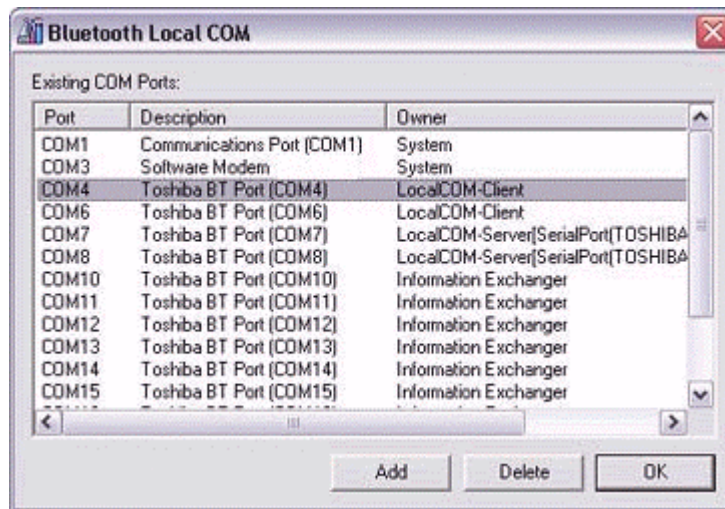 Bluetooth Local COM
Existing COM Ports:
Port Description Owner
COM1 Communications Port (COM1) System
COM3 Software Modem System
COM4 Toshiba BT Port (COM4) LocalCOM-Client
COM6 Toshiba BT Port (COM6) LocalCOM-Client
COM7 Toshiba BT Port (COM7) LocalCOM-Server[SerialPort(TOSHIBA
COM8 Toshiba BT Port (COM8) LocalCOM-Server[SerialPort(TOSHIBA
COM10 Toshiba BT Port (COM10) Information Exchanger
COM11 Toshiba BT Port (COM11) Information Exchanger
COM12 Toshiba BT Port (COM12) Information Exchanger
COM13 Toshiba BT Port (COM13) Information Exchanger
COM14 Toshiba BT Port (COM14) Information Exchanger
COM15 Toshiba BT Port (COM15) Information Exchanger
Add Delete OK